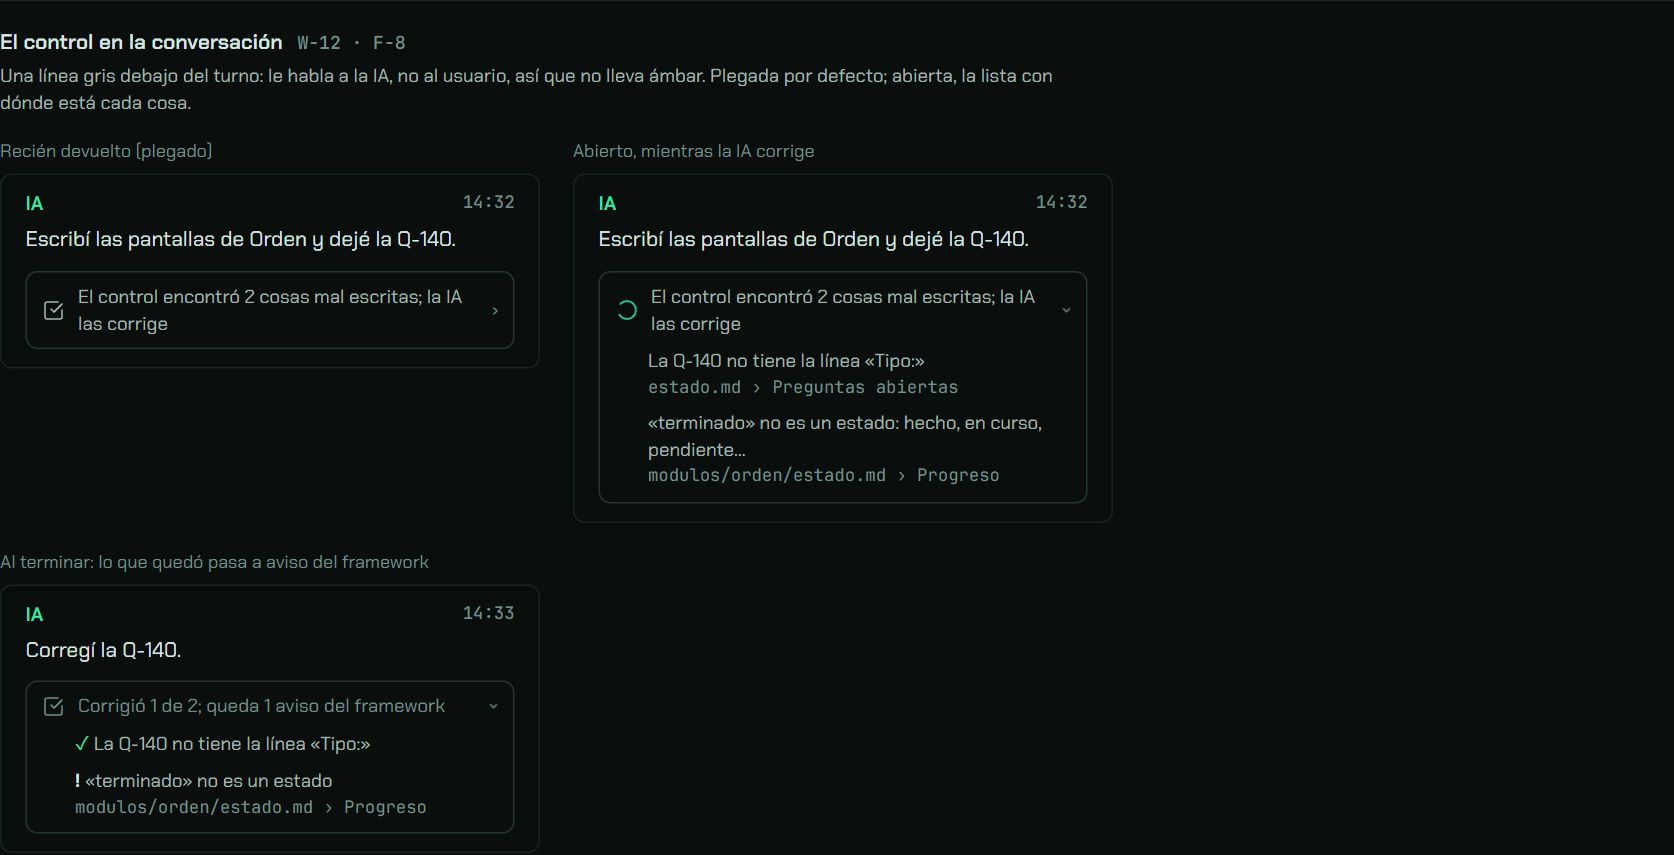 El control en la conversación W-12 · F-8
Una línea gris debajo del turno: le habla a la IA, no al usuario, así que no lleva ámbar. Plegada por defecto; abierta, la lista con
dónde está cada cosa.
Recién devuelto (plegado)
IA 14:32
Escribí las pantallas de Orden y dejé la Q-140.
El control encontró 2 cosas mal escritas; la IA
las corrige
Abierto, mientras la IA corrige
IA 14:32
Escribí las pantallas de Orden y dejé la Q-140.
El control encontró 2 cosas mal escritas; la IA
las corrige
La Q-140 no tiene la línea «Tipo:»
estado.md › Preguntas abiertas
«terminado» no es un estado: hecho, en curso,
pendiente…
modulos/orden/estado.md › Progreso
Al terminar: lo que quedó pasa a aviso del framework
IA 14:33
Corregí la Q-140.
Corrigió 1 de 2; queda 1 aviso del framework
✓ La Q-140 no tiene la línea «Tipo:»
! «terminado» no es un estado
modulos/orden/estado.md › Progreso